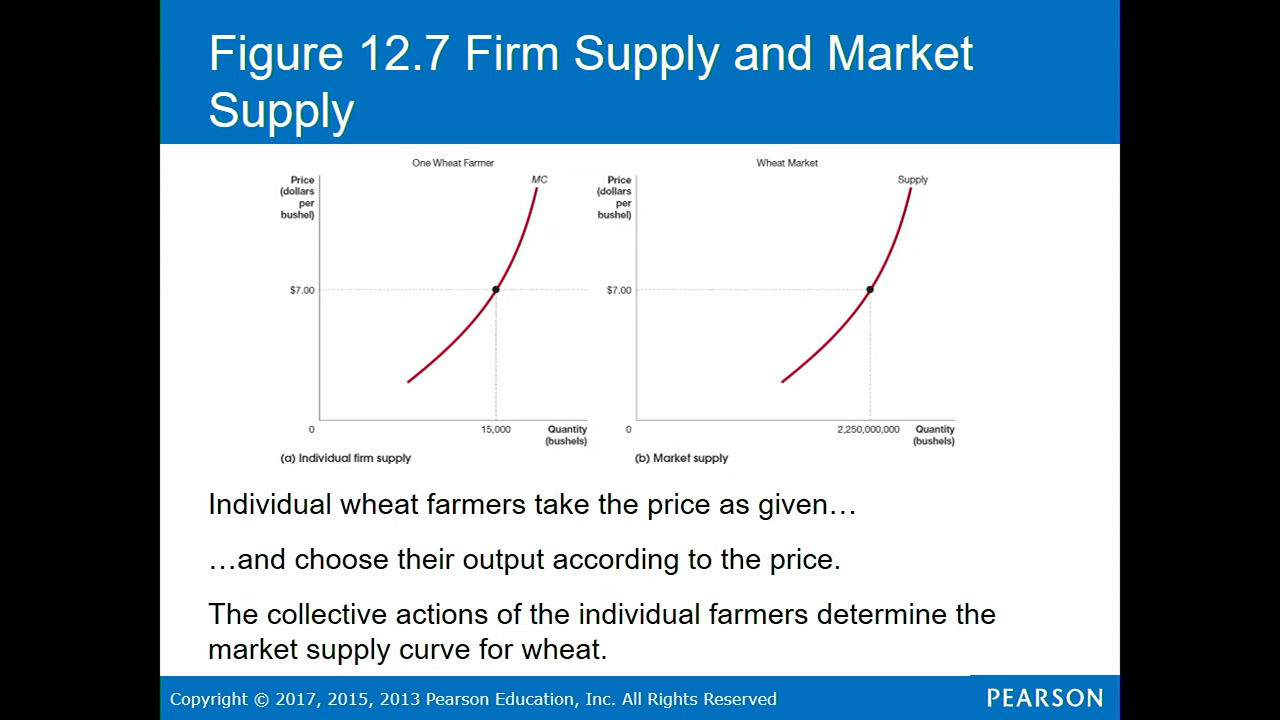 Figure 12.7 Firm Supply and Market
Supply
One Wheat Farmer
Price
(dollars
per
bushel)
MC
$7.00
0
15,000
Quantity
(bushels)
(a) Individual firm supply
Wheat Market
Price
(dollars
per
bushel)
Supply
$7.00
0
2,250,000,000
Quantity
(bushels)
(b) Market supply
Individual wheat farmers take the price as given…
…and choose their output according to the price.
The collective actions of the individual farmers determine the
market supply curve for wheat.
Copyright © 2017, 2015, 2013 Pearson Education, Inc. All Rights Reserved
PEARSON